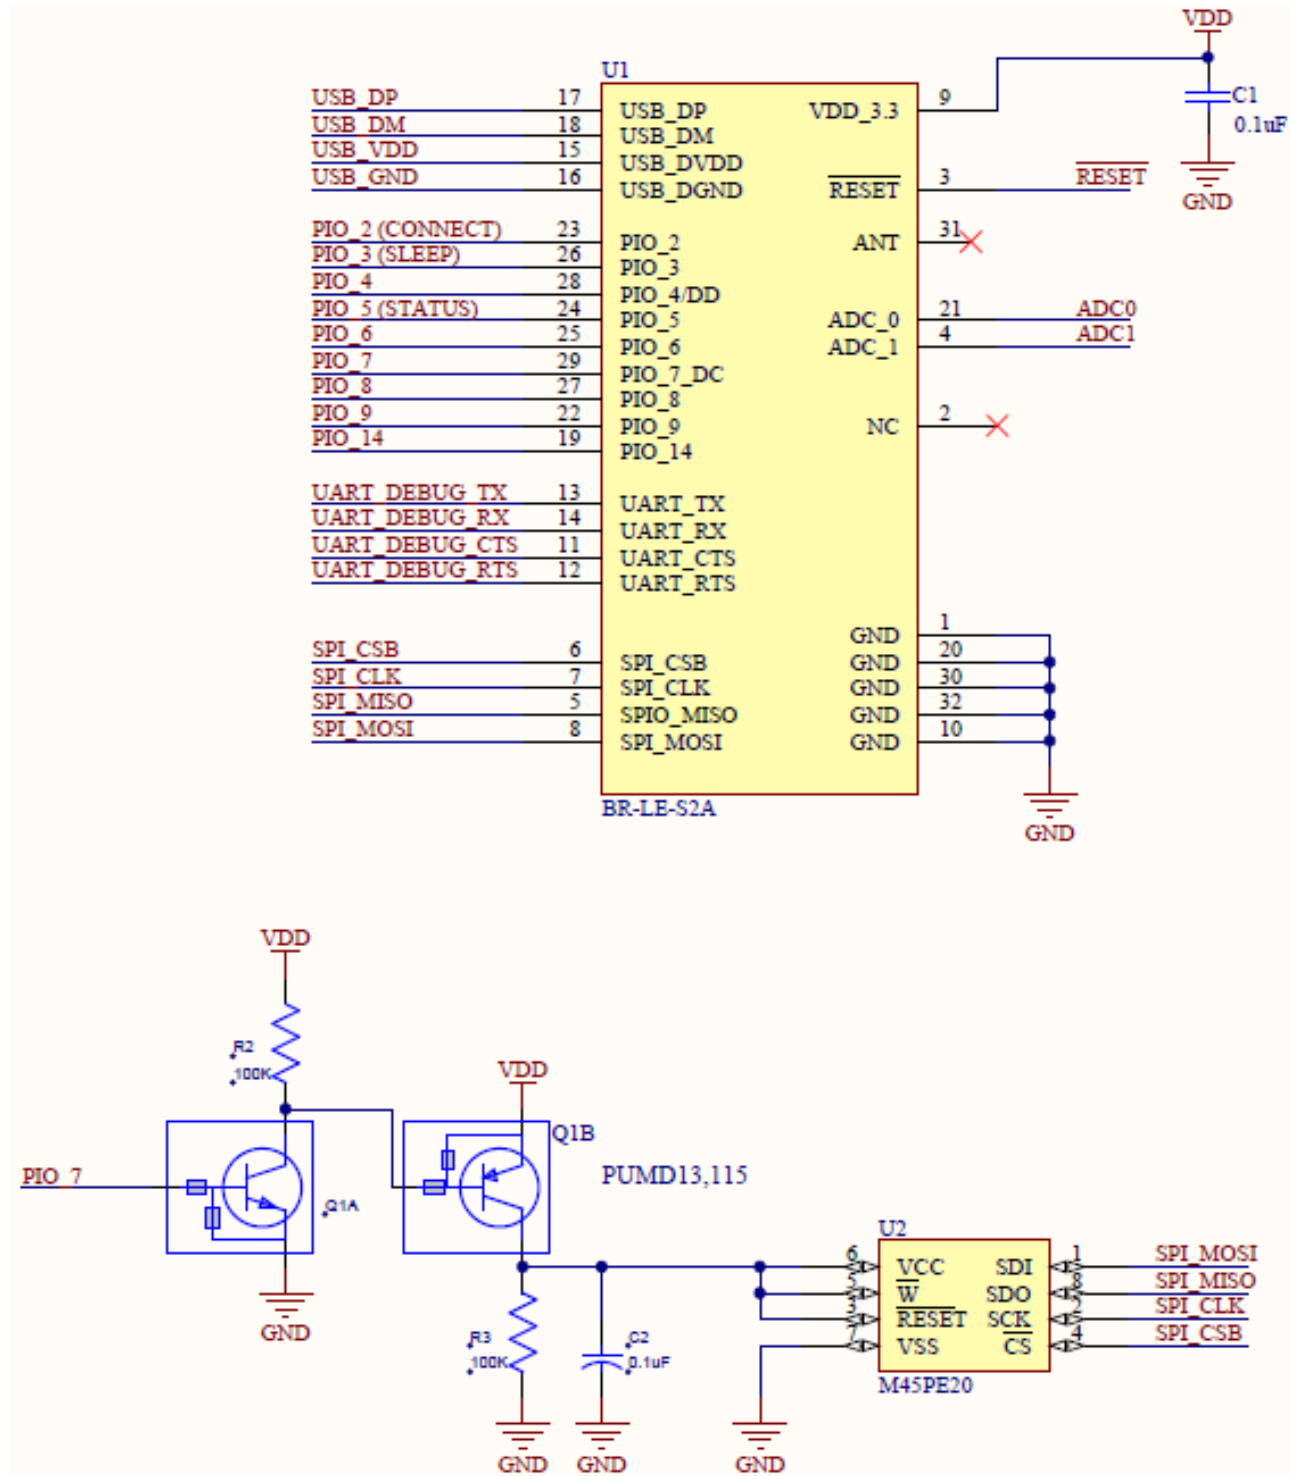 VDD
U1
C1
0.1uF
GND
USB_DP 17 USB_DP VDD_3.3 9
USB_DM 18 USB_DM
USB_VDD 15 USB_DVDD
USB_GND 16 USB_DGND RESET 3 RESET
PIO_2 (CONNECT) 23 PIO_2 ANT 31
PIO_3 (SLEEP) 26 PIO_3
PIO_4 28 PIO_4/DD
PIO_5 (STATUS) 24 PIO_5 ADC_0 21 ADC0
PIO_6 25 PIO_6 ADC_1 4 ADC1
PIO_7 29 PIO_7_DC
PIO_8 27 PIO_8
PIO_9 22 PIO_9 NC 2
PIO_14 19 PIO_14
UART_DEBUG_TX 13 UART_TX
UART_DEBUG_RX 14 UART_RX
UART_DEBUG_CTS 11 UART_CTS
UART_DEBUG_RTS 12 UART_RTS
GND 1
SPI_CSB 6 SPI_CSB GND 20
SPI_CLK 7 SPI_CLK GND 30
SPI_MISO 5 SPIO_MISO GND 32
SPI_MOSI 8 SPI_MOSI GND 10
BR-LE-S2A
GND
VDD
R2
100K
VDD
Q1B
PUMD13,115
PIO_7
Q1A
GND
U2
6 VCC SDI 1 SPI_MOSI
5 W SDO 8 SPI_MISO
3 RESET SCK 2 SPI_CLK
7 VSS CS 4 SPI_CSB
M45PE20
R3
100K
C2
0.1uF
GND GND GND